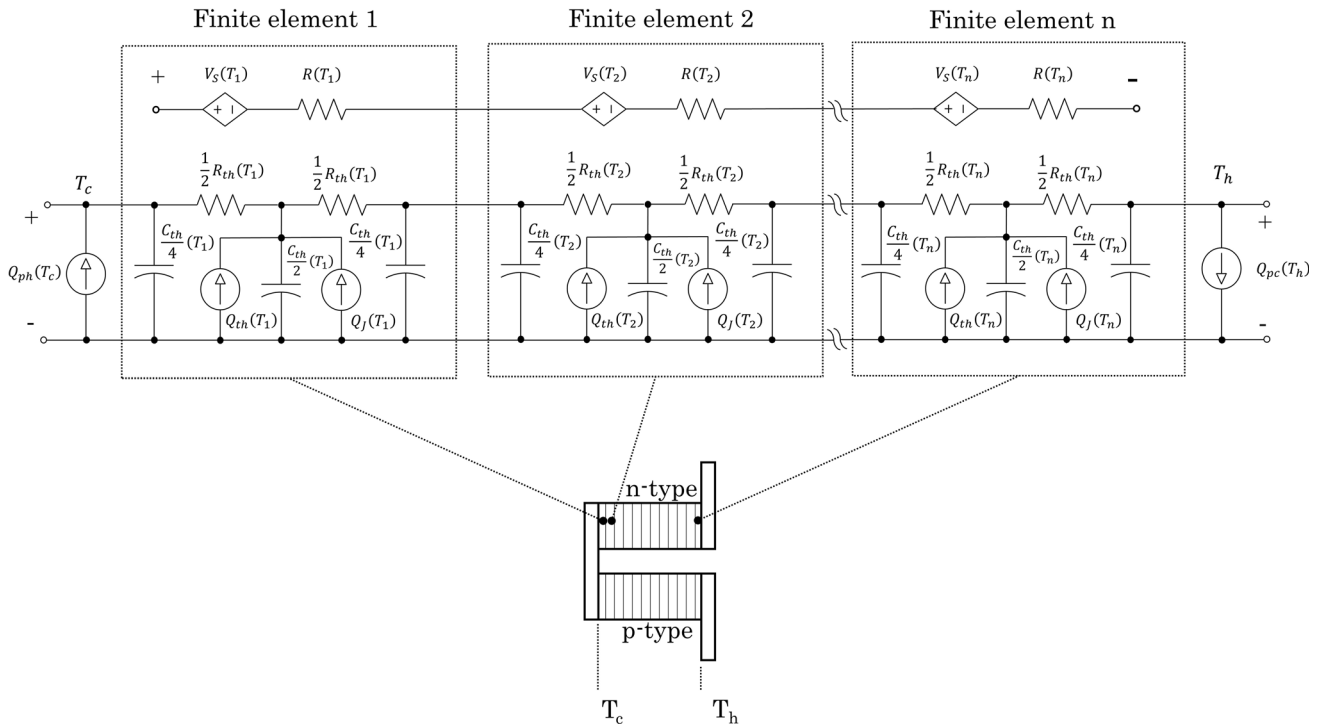 Finite element 1 Finite element 2 Finite element n
+ V_S(T_1) R(T_1) V_S(T_2) R(T_2) V_S(T_n) R(T_n) -
+ - + - + -
1/2 R_th(T_1) 1/2 R_th(T_1) 1/2 R_th(T_2) 1/2 R_th(T_2) 1/2 R_th(T_n) 1/2 R_th(T_n)
T_c T_h
+ +
C_th/4 (T_1) C_th/2 (T_1) C_th/4 (T_1) C_th/4 (T_2) C_th/2 (T_2) C_th/4 (T_2) C_th/4 (T_n) C_th/2 (T_n) C_th/4 (T_n)
Q_ph(T_c) Q_pc(T_h)
- Q_th(T_1) Q_J(T_1) Q_th(T_2) Q_J(T_2) Q_th(T_n) Q_J(T_n) -
n-type
p-type
T_c T_h